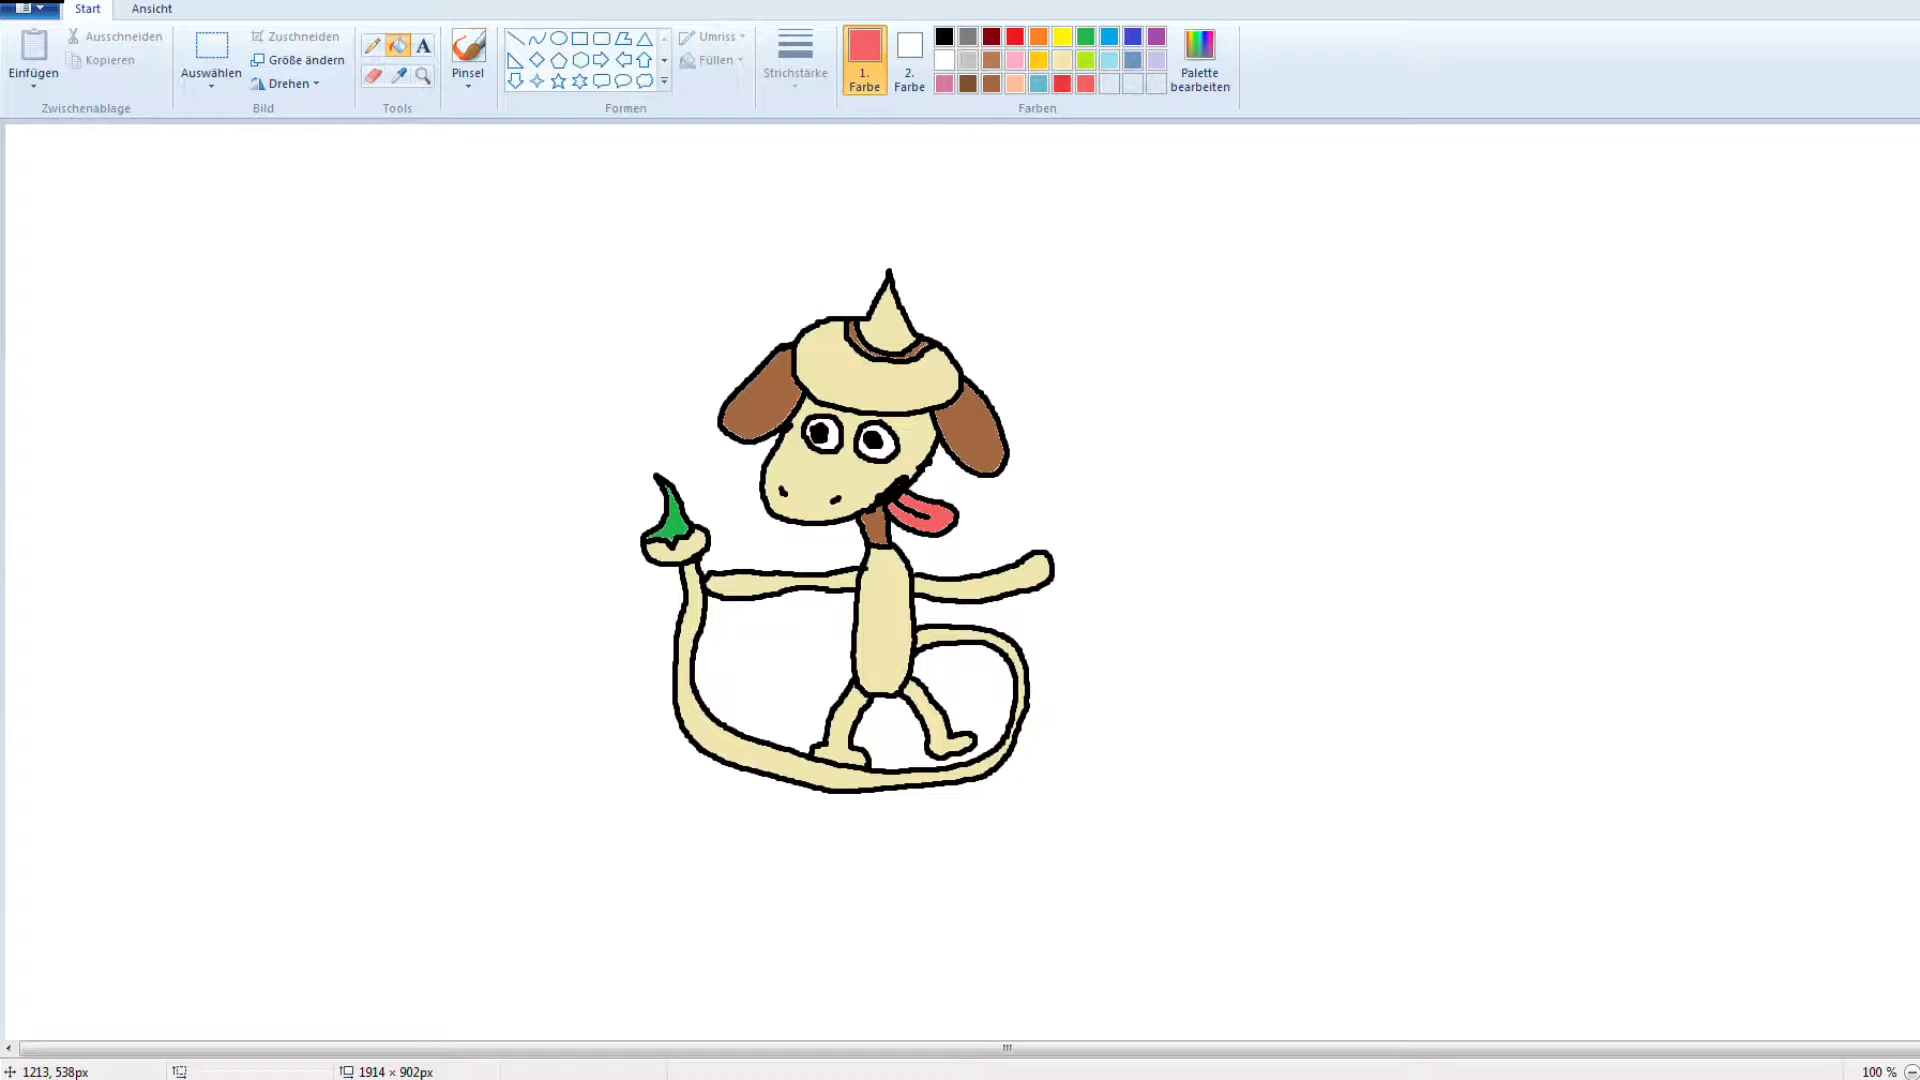 Start Ansicht
Einfügen
Ausschneiden
Kopieren
Zwischenablage
Auswählen
Zuschneiden
Größe ändern
Drehen
Bild
A
Tools
Pinsel
Umriss
Füllen
Formen
Strichstärke
1.
Farbe
2.
Farbe
Palette
bearbeiten
Farben
1213, 538px
1914 × 902px
100 %